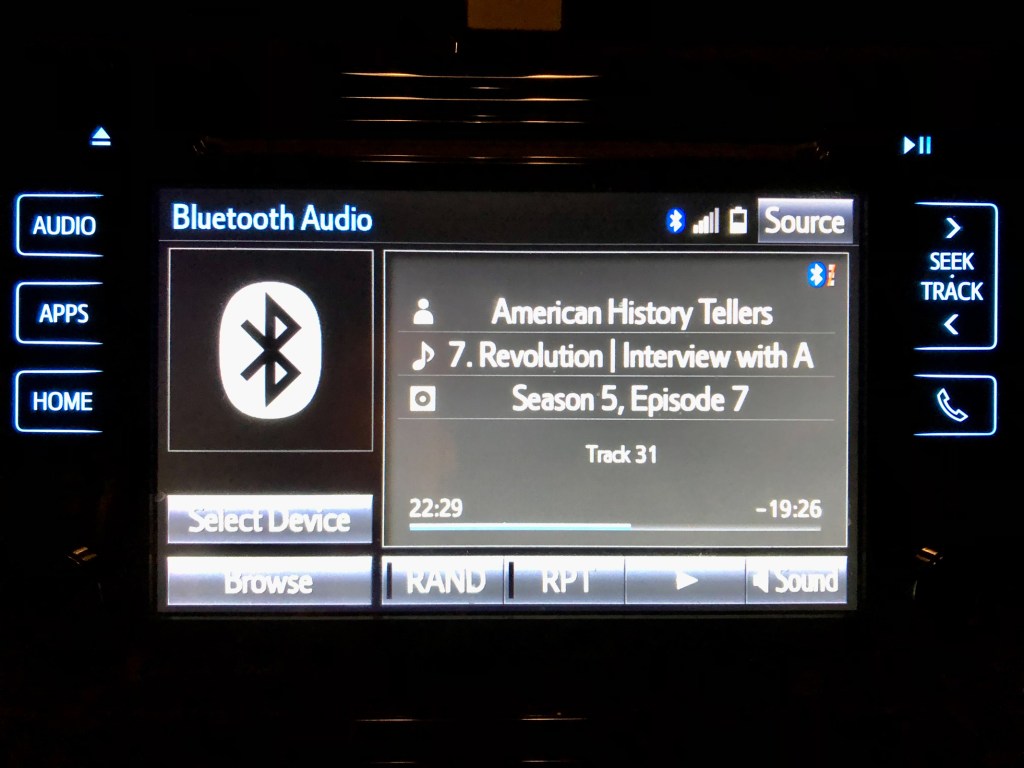 AUDIO
APPS
HOME
Bluetooth Audio
Source
American History Tellers
7. Revolution | Interview with A
Season 5, Episode 7
Track 31
22:29 -19:26
Select Device
Browse
RAND
RPT
Sound
SEEK
TRACK